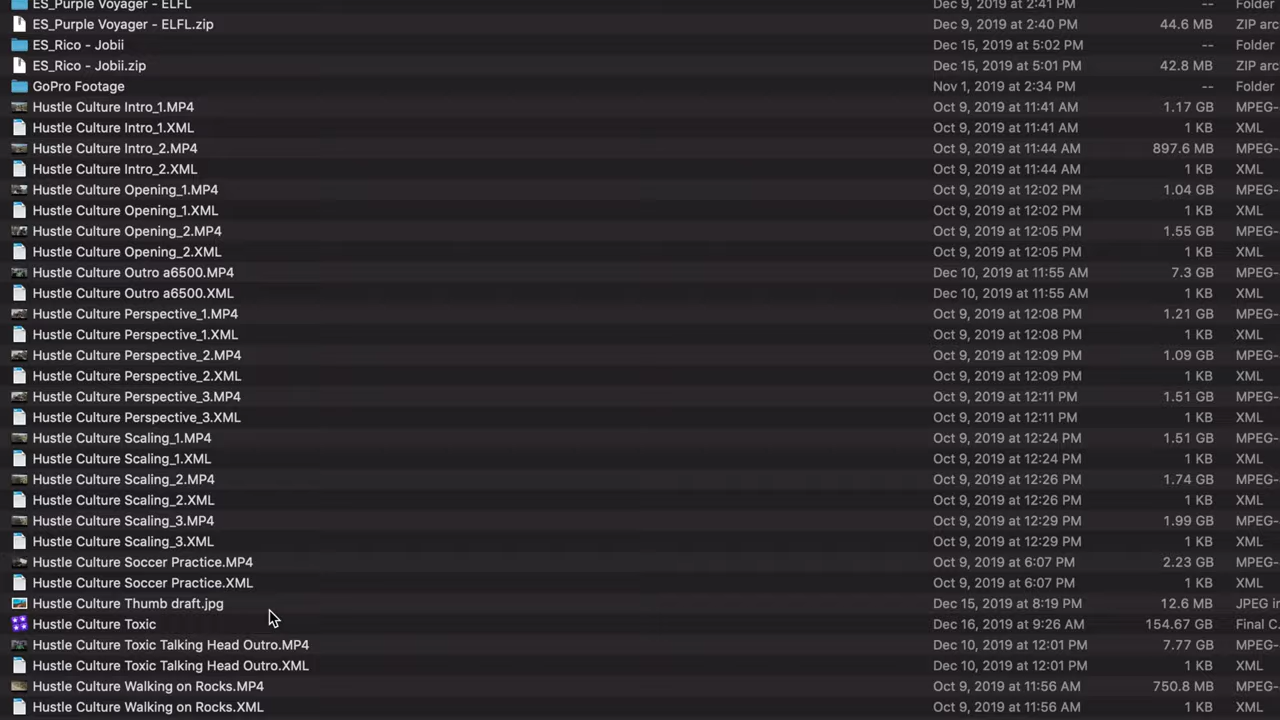 ES_Purple Voyager - ELFL Dec 9, 2019 at 2:41 PM -- Folder
ES_Purple Voyager - ELFL.zip Dec 9, 2019 at 2:40 PM 44.6 MB ZIP arc
ES_Rico - Jobii Dec 15, 2019 at 5:02 PM -- Folder
ES_Rico - Jobii.zip Dec 15, 2019 at 5:01 PM 42.8 MB ZIP arc
GoPro Footage Nov 1, 2019 at 2:34 PM -- Folder
Hustle Culture Intro_1.MP4 Oct 9, 2019 at 11:41 AM 1.17 GB MPEG-
Hustle Culture Intro_1.XML Oct 9, 2019 at 11:41 AM 1 KB XML
Hustle Culture Intro_2.MP4 Oct 9, 2019 at 11:44 AM 897.6 MB MPEG-
Hustle Culture Intro_2.XML Oct 9, 2019 at 11:44 AM 1 KB XML
Hustle Culture Opening_1.MP4 Oct 9, 2019 at 12:02 PM 1.04 GB MPEG-
Hustle Culture Opening_1.XML Oct 9, 2019 at 12:02 PM 1 KB XML
Hustle Culture Opening_2.MP4 Oct 9, 2019 at 12:05 PM 1.55 GB MPEG-
Hustle Culture Opening_2.XML Oct 9, 2019 at 12:05 PM 1 KB XML
Hustle Culture Outro a6500.MP4 Dec 10, 2019 at 11:55 AM 7.3 GB MPEG-
Hustle Culture Outro a6500.XML Dec 10, 2019 at 11:55 AM 1 KB XML
Hustle Culture Perspective_1.MP4 Oct 9, 2019 at 12:08 PM 1.21 GB MPEG-
Hustle Culture Perspective_1.XML Oct 9, 2019 at 12:08 PM 1 KB XML
Hustle Culture Perspective_2.MP4 Oct 9, 2019 at 12:09 PM 1.09 GB MPEG-
Hustle Culture Perspective_2.XML Oct 9, 2019 at 12:09 PM 1 KB XML
Hustle Culture Perspective_3.MP4 Oct 9, 2019 at 12:11 PM 1.51 GB MPEG-
Hustle Culture Perspective_3.XML Oct 9, 2019 at 12:11 PM 1 KB XML
Hustle Culture Scaling_1.MP4 Oct 9, 2019 at 12:24 PM 1.51 GB MPEG-
Hustle Culture Scaling_1.XML Oct 9, 2019 at 12:24 PM 1 KB XML
Hustle Culture Scaling_2.MP4 Oct 9, 2019 at 12:26 PM 1.74 GB MPEG-
Hustle Culture Scaling_2.XML Oct 9, 2019 at 12:26 PM 1 KB XML
Hustle Culture Scaling_3.MP4 Oct 9, 2019 at 12:29 PM 1.99 GB MPEG-
Hustle Culture Scaling_3.XML Oct 9, 2019 at 12:29 PM 1 KB XML
Hustle Culture Soccer Practice.MP4 Oct 9, 2019 at 6:07 PM 2.23 GB MPEG-
Hustle Culture Soccer Practice.XML Oct 9, 2019 at 6:07 PM 1 KB XML
Hustle Culture Thumb draft.jpg Dec 15, 2019 at 8:19 PM 12.6 MB JPEG in
Hustle Culture Toxic Dec 16, 2019 at 9:26 AM 154.67 GB Final C
Hustle Culture Toxic Talking Head Outro.MP4 Dec 10, 2019 at 12:01 PM 7.77 GB MPEG-
Hustle Culture Toxic Talking Head Outro.XML Dec 10, 2019 at 12:01 PM 1 KB XML
Hustle Culture Walking on Rocks.MP4 Oct 9, 2019 at 11:56 AM 750.8 MB MPEG-
Hustle Culture Walking on Rocks.XML Oct 9, 2019 at 11:56 AM 1 KB XML